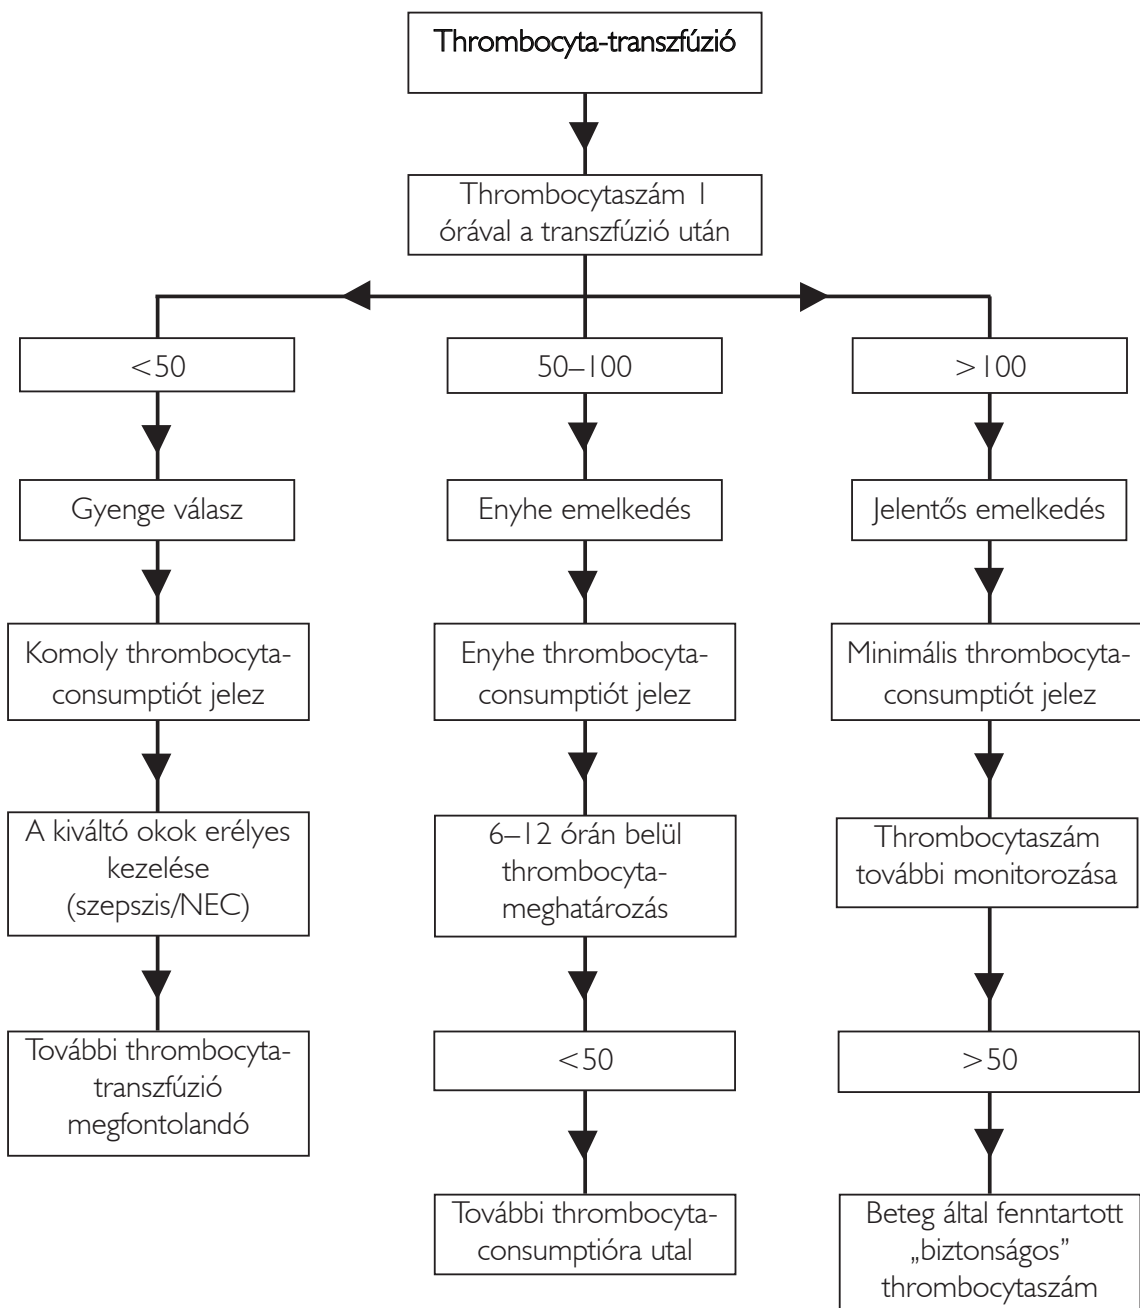 Thrombocyta-transzfúzió
Thrombocytaszám 1
órával a transzfúzió után
<50
50–100
>100
Gyenge válasz
Enyhe emelkedés
Jelentős emelkedés
Komoly thrombocyta-
consumptiót jelez
Enyhe thrombocyta-
consumptiót jelez
Minimális thrombocyta-
consumptiót jelez
A kiváltó okok erélyes
kezelése
(szepszis/NEC)
6–12 órán belül
thrombocyta-
meghatározás
Thrombocytaszám
további monitorozása
További thrombocyta-
transzfúzió
megfontolandó
<50
>50
További thrombocyta-
consumptióra utal
Beteg által fenntartott
„biztonságos”
thrombocytaszám